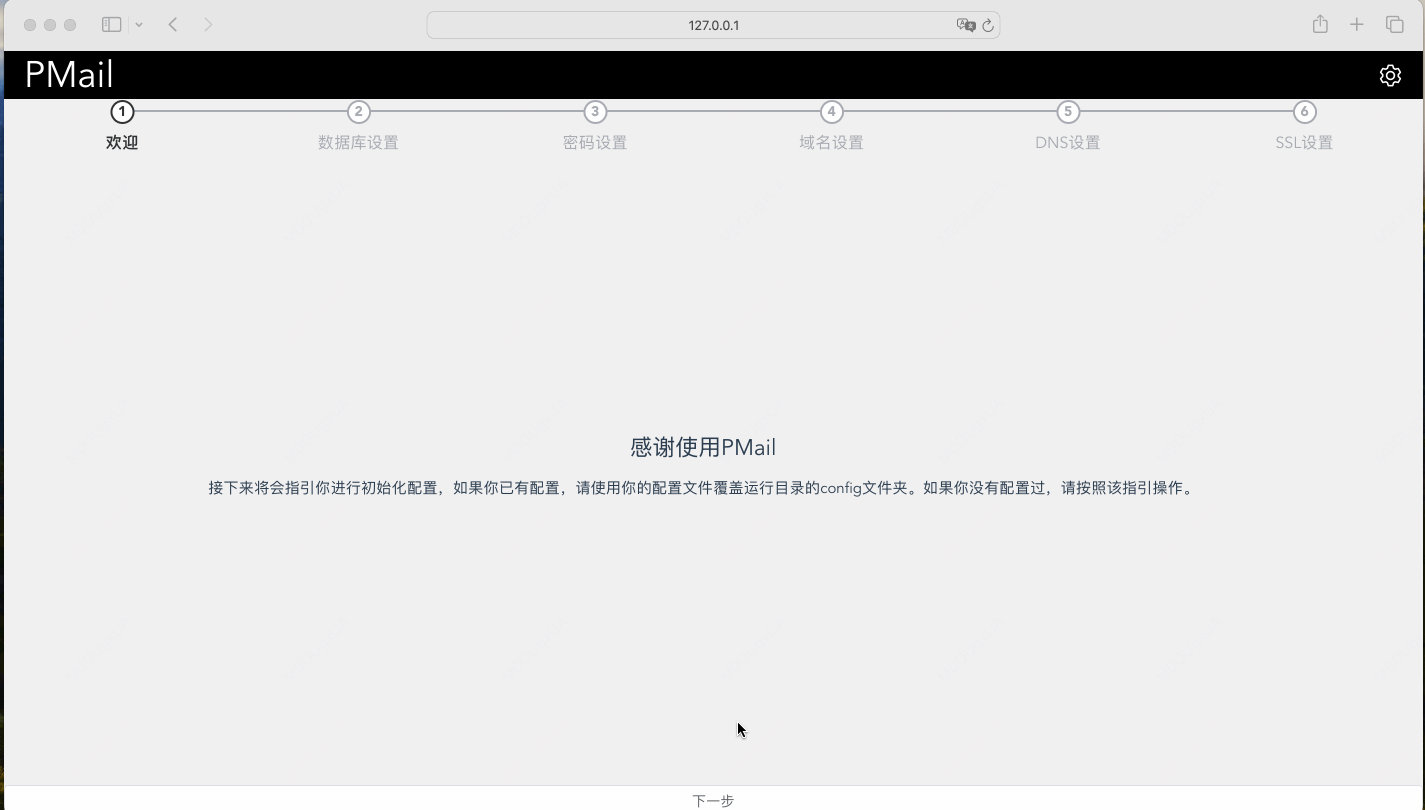 127.0.0.1
PMail
1 2 3 4 5 6
欢迎 数据库设置 密码设置 域名设置 DNS设置 SSL设置
感谢使用PMail
接下来将会指引你进行初始化配置，如果你已有配置，请使用你的配置文件覆盖运行目录的config文件夹。如果你没有配置过，请按照该指引操作。
下一步